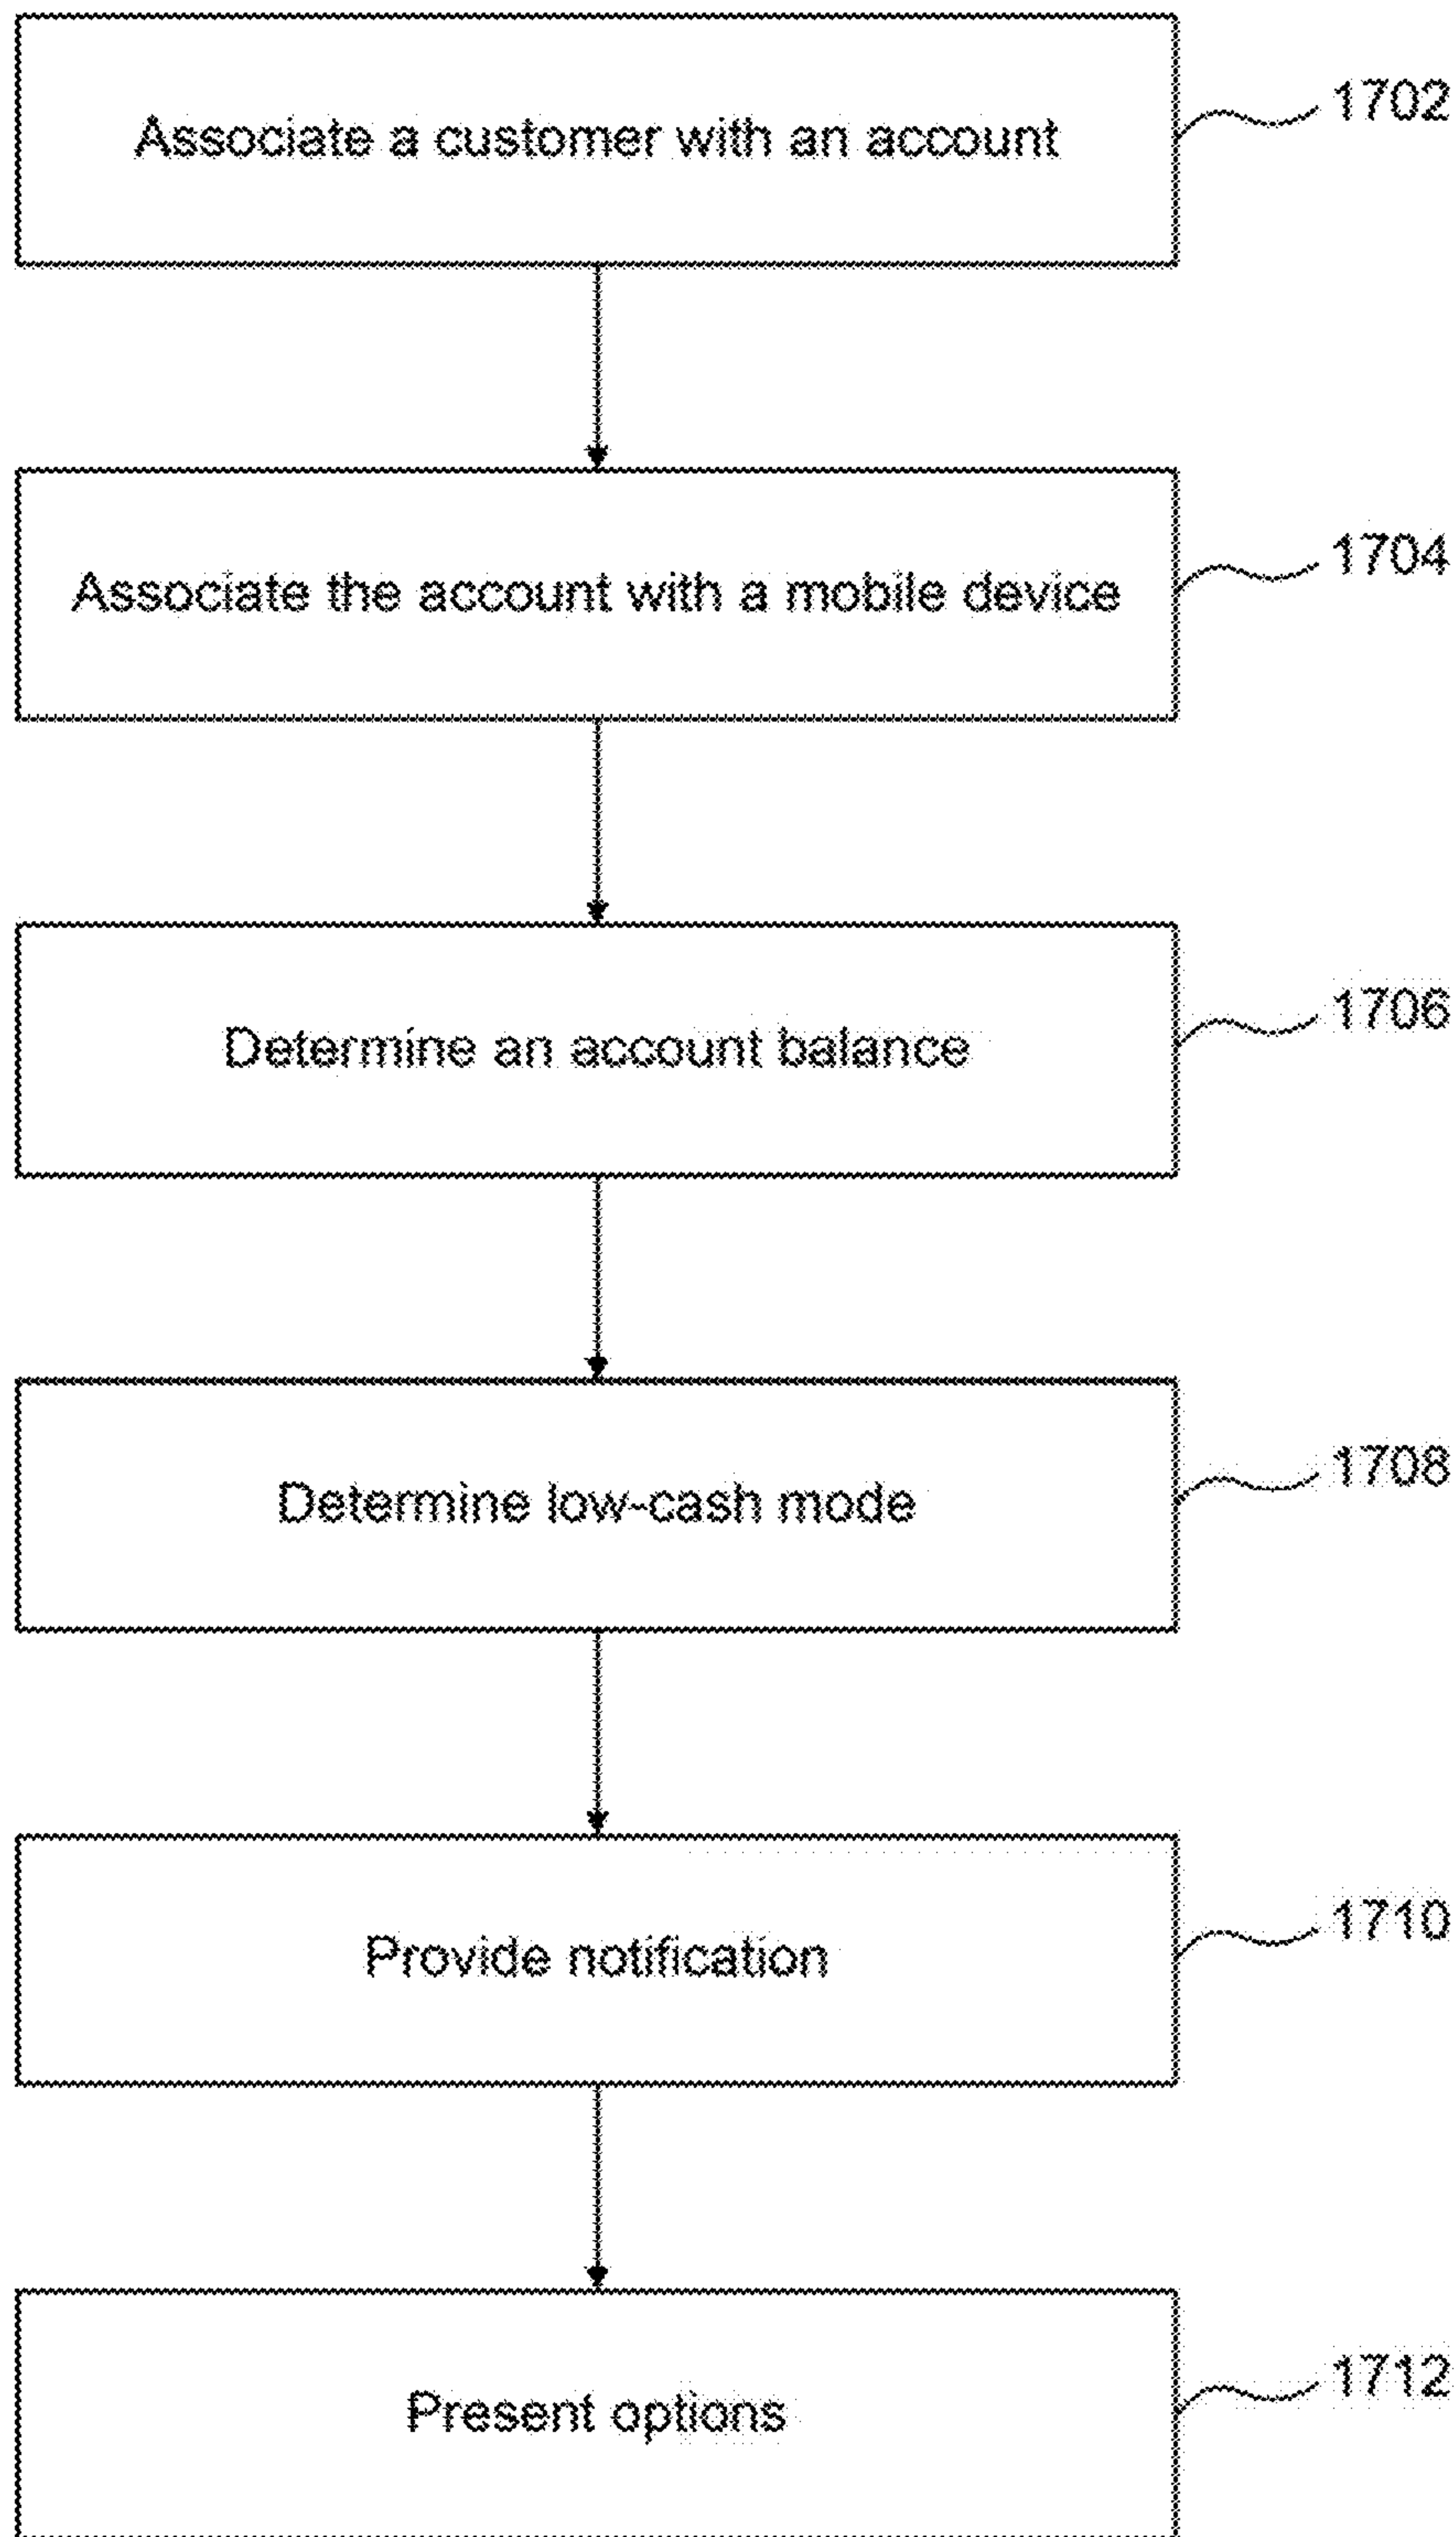 Associate a customer with an account
1702
Associate the account with a mobile device
1704
Determine an account balance
1706
Determine low-cash mode
1708
Provide notification
1710
Present options
1712